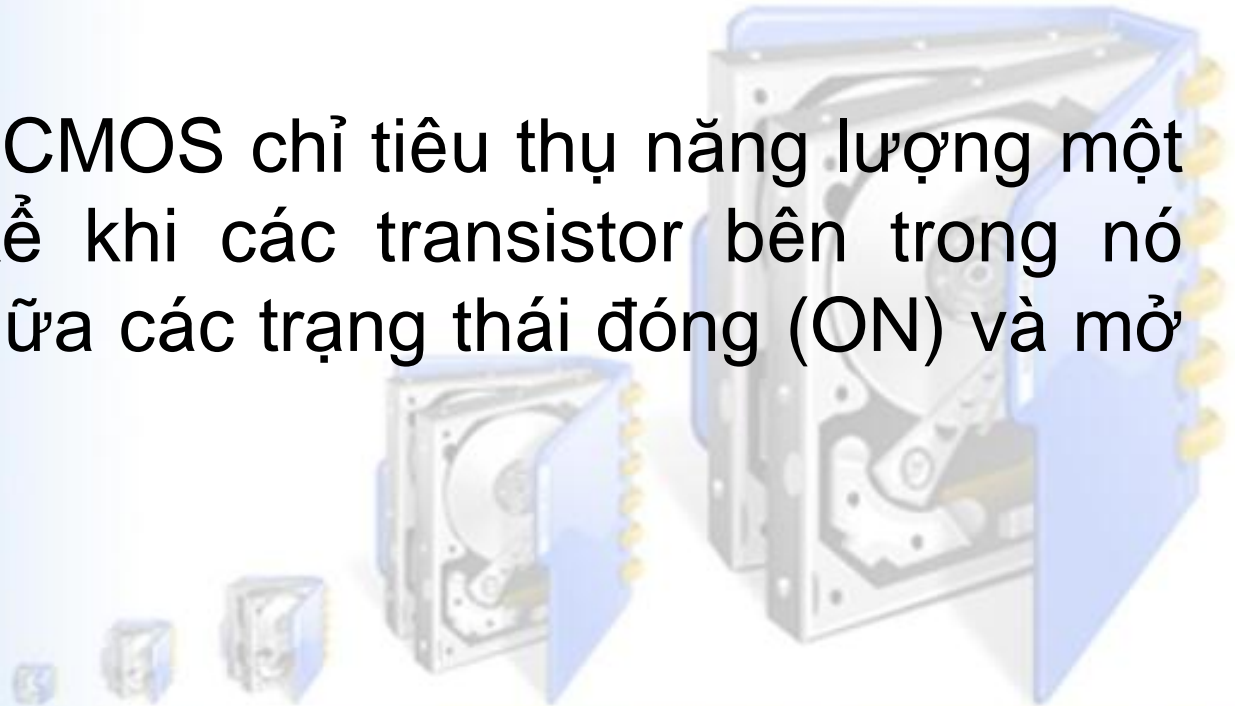 CMOS chỉ tiêu thụ năng lượng một
khi các transistor bên trong nó
các trạng thái đóng (ON) và mở